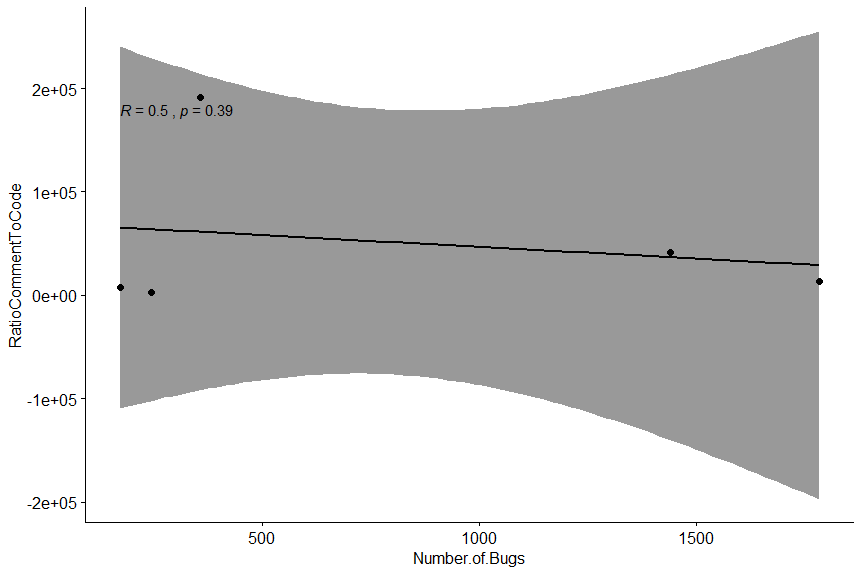 2e+05
R = 0.5 , p = 0.39
1e+05
0e+00
-1e+05
-2e+05
RatioCommentToCode
500 1000 1500
Number.of.Bugs